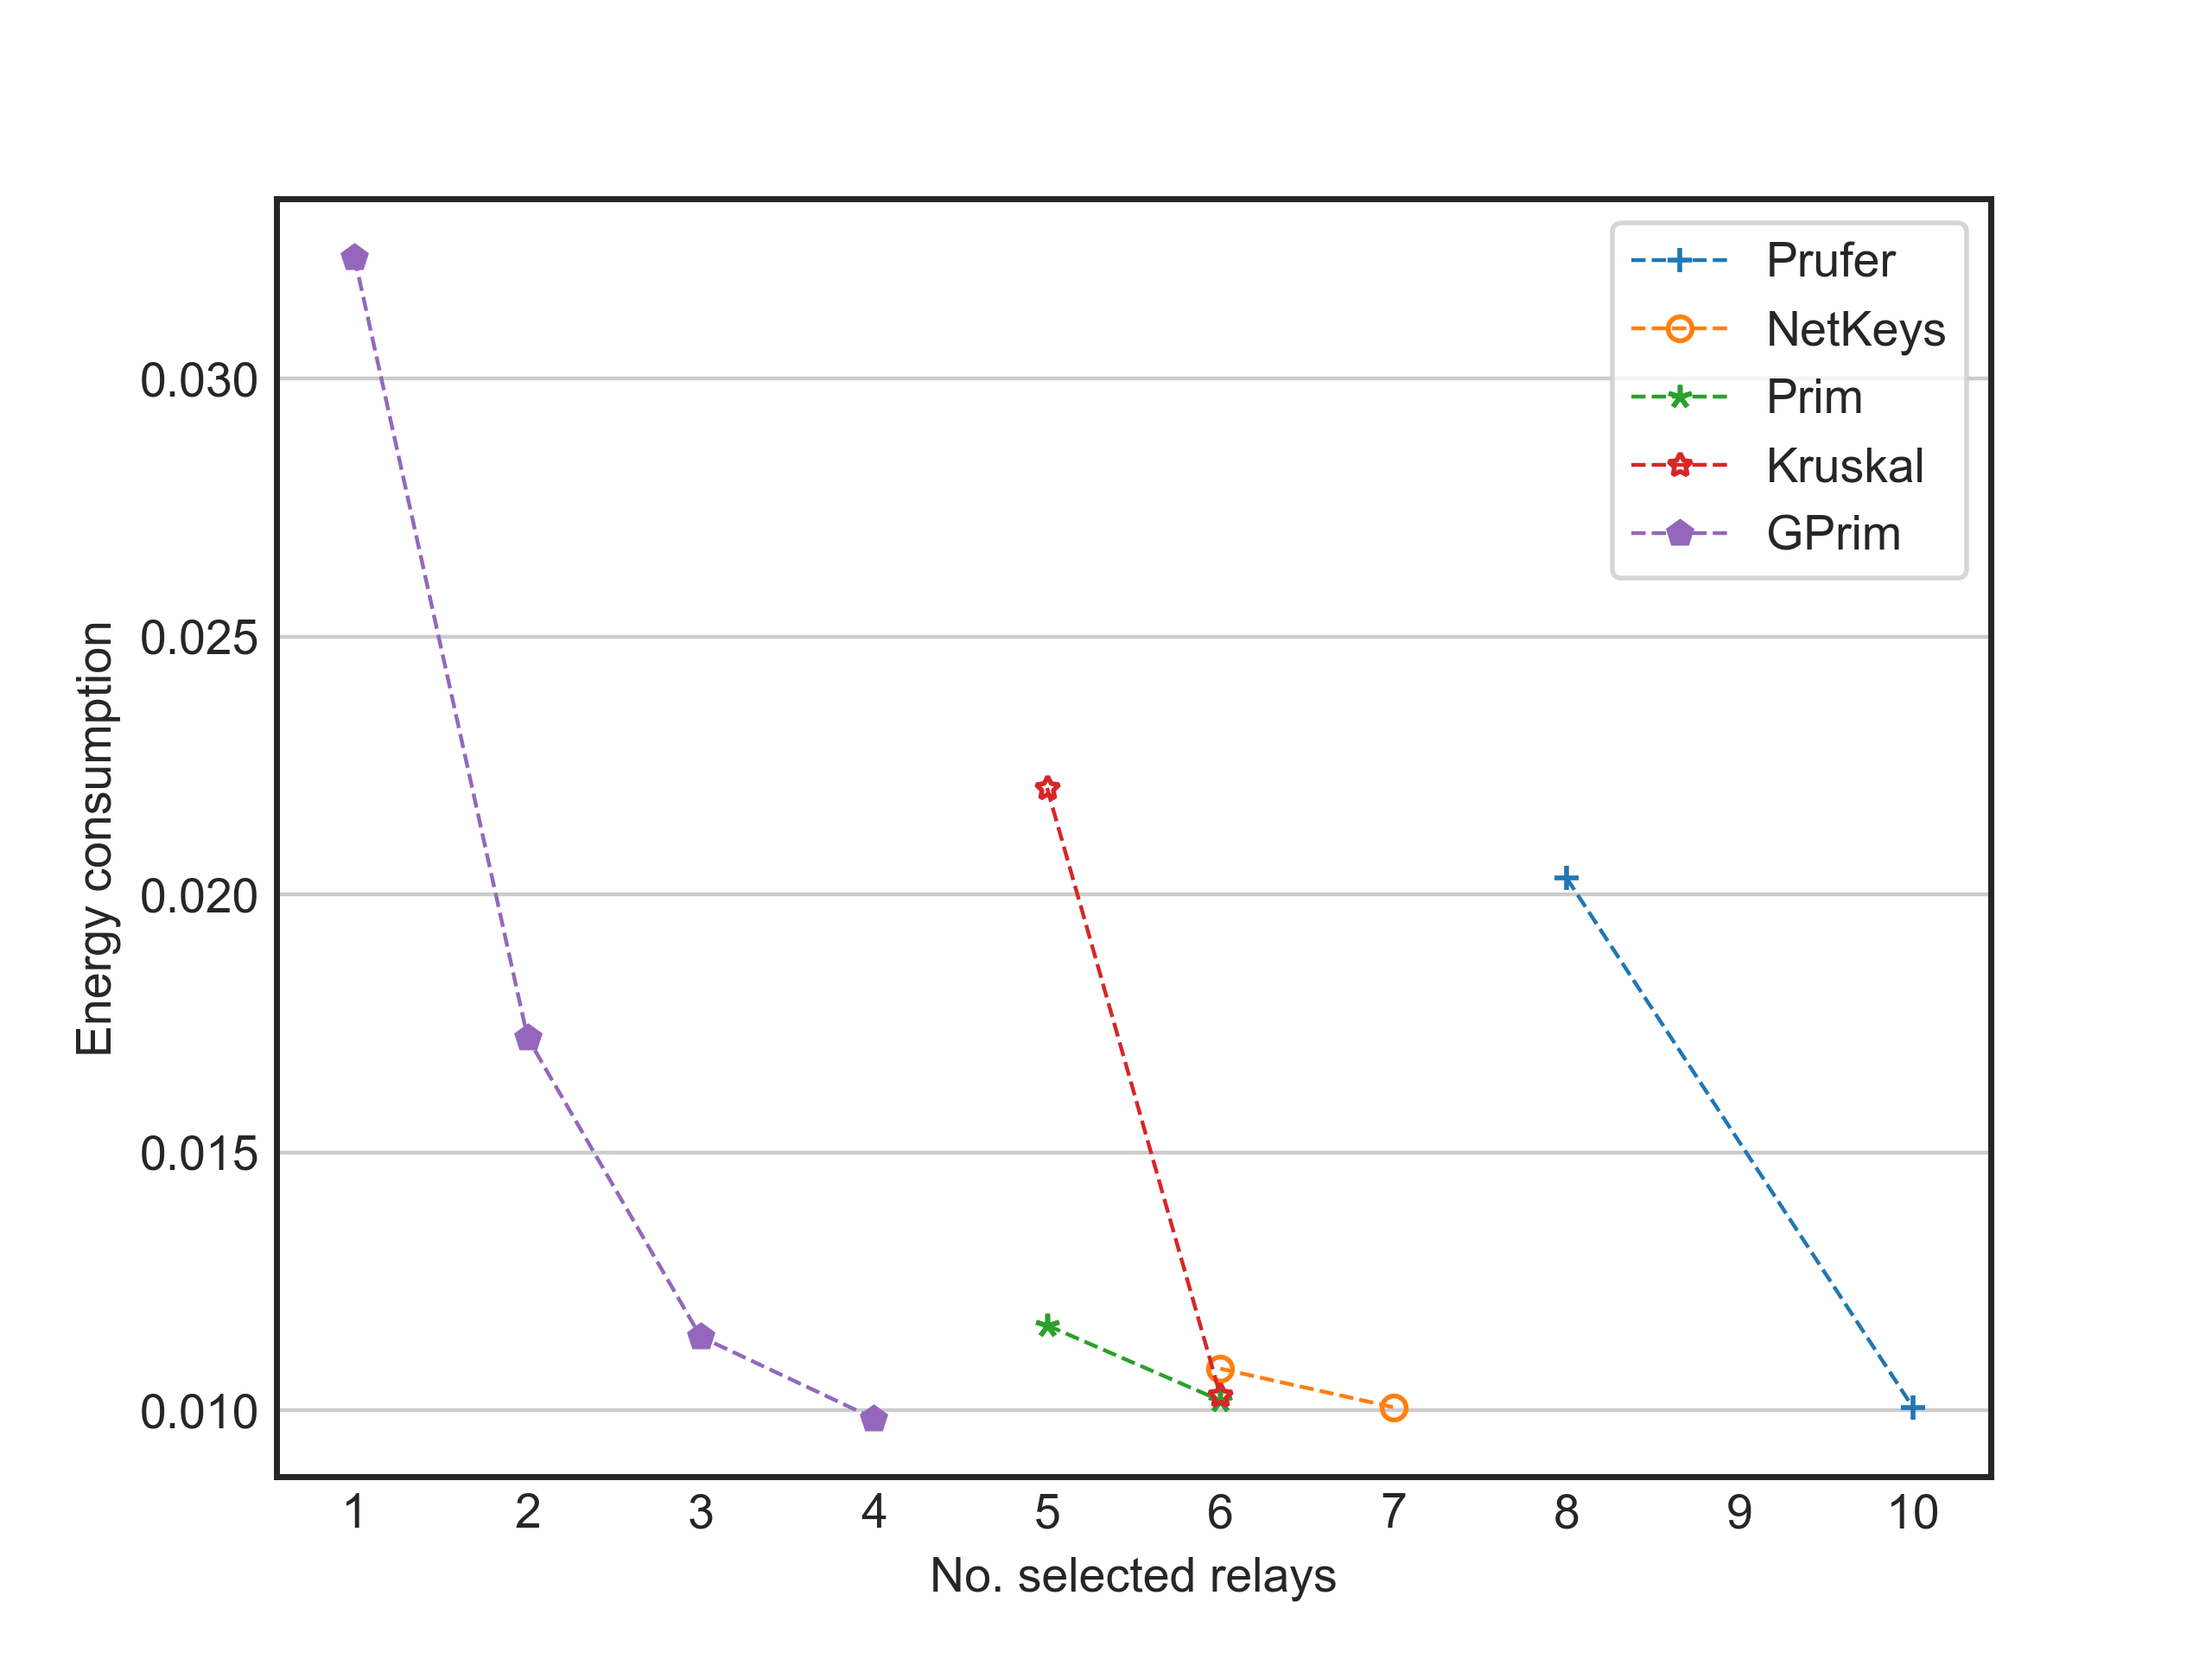 Prufer
NetKeys
Prim
Kruskal
GPrim
Energy consumption
0.030
0.025
0.020
0.015
0.010
1 2 3 4 5 6 7 8 9 10
No. selected relays